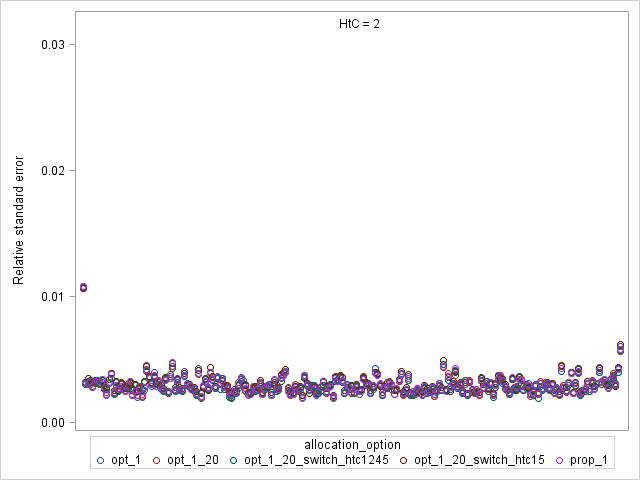 HtC = 2
0.03
0.02
0.01
0.00
Relative standard error
allocation_option
opt_1 opt_1_20 opt_1_20_switch_htc1245 opt_1_20_switch_htc15 prop_1